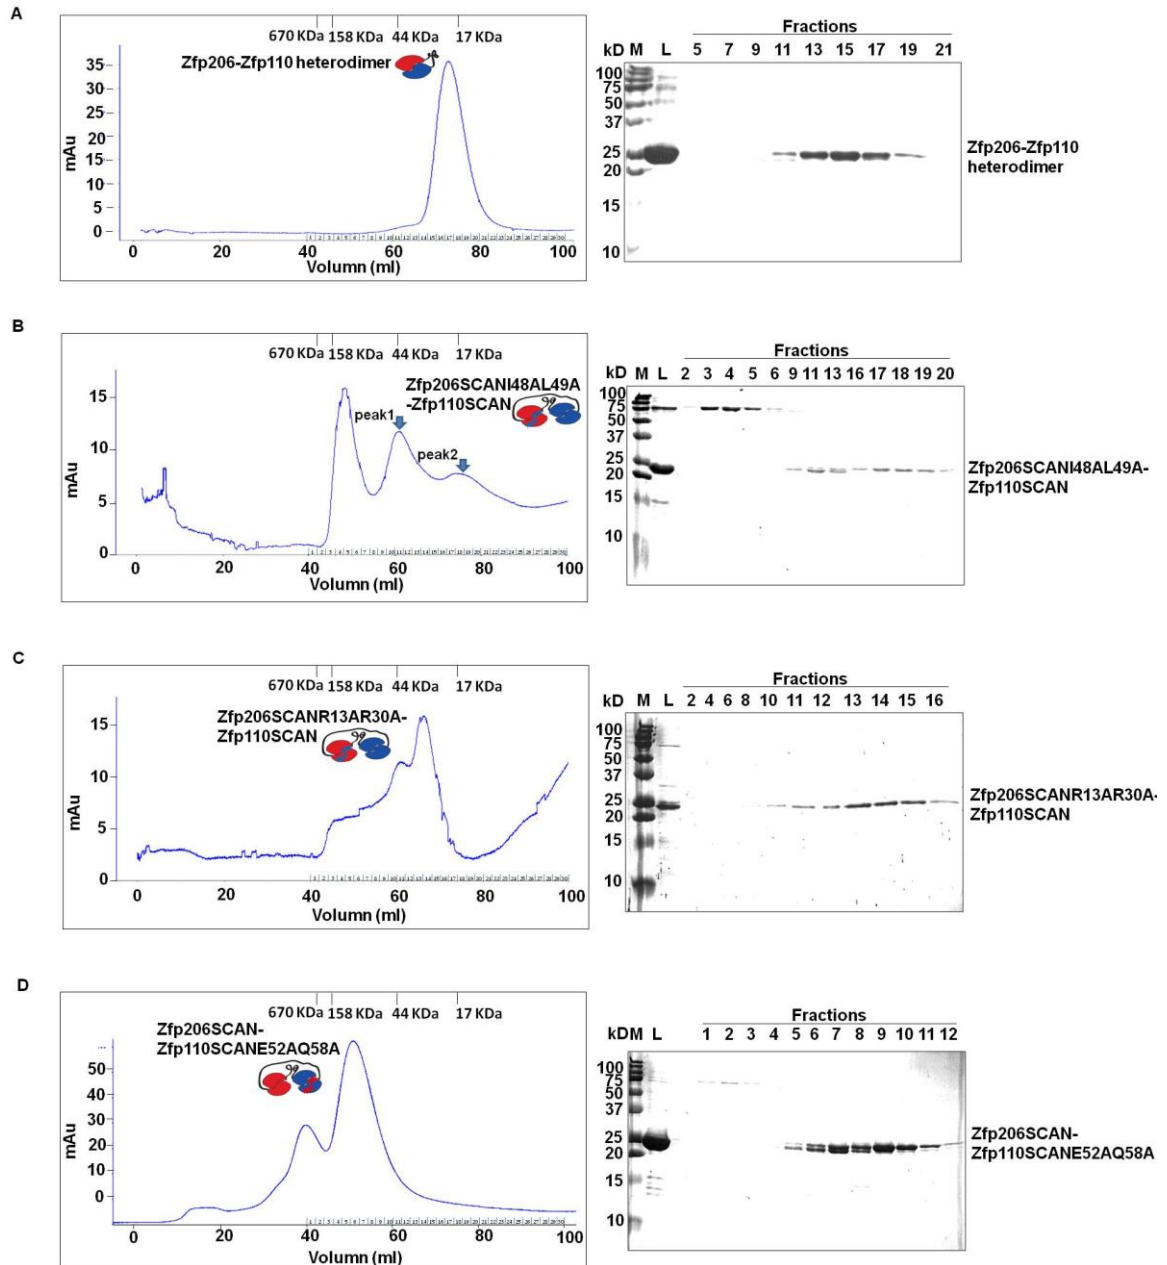 A
670 KDa 158 KDa 44 KDa 17 KDa
Zfp206-Zfp110 heterodimer
mAu
35
30
25
20
15
10
5
0
0 20 40 60 80 100
Volumn (ml)
Fractions
kD M L 5 7 9 11 13 15 17 19 21
100
75
50
37
25
20
15
10
Zfp206-Zfp110
heterodimer
B
670 KDa 158 KDa 44 KDa 17 KDa
Zfp206SCANI48AL49A
-Zfp110SCAN
peak1
peak2
mAu
15
10
5
0
0 20 40 60 80 100
Volumn (ml)
Fractions
kD M L 2 3 4 5 6 9 11 13 16 17 18 19 20
100
75
50
37
25
20
15
10
Zfp206SCANI48AL49A-
Zfp110SCAN
C
670 KDa 158 KDa 44 KDa 17 KDa
Zfp206SCANR13AR30A-
Zfp110SCAN
mAu
15
10
5
0
0 20 40 60 80 100
Volumn (ml)
Fractions
kD M L 2 4 6 8 10 11 12 13 14 15 16
100
75
50
37
25
20
15
10
Zfp206SCANR13AR30A-
Zfp110SCAN
D
670 KDa 158 KDa 44 KDa 17 KDa
Zfp206SCAN-
Zfp110SCANE52AQ58A
mAu
50
40
30
20
10
0
0 20 40 60 80 100
Volumn (ml)
Fractions
kD M L 1 2 3 4 5 6 7 8 9 10 11 12
100
75
50
37
25
20
15
10
Zfp206SCAN-
Zfp110SCANE52AQ58A